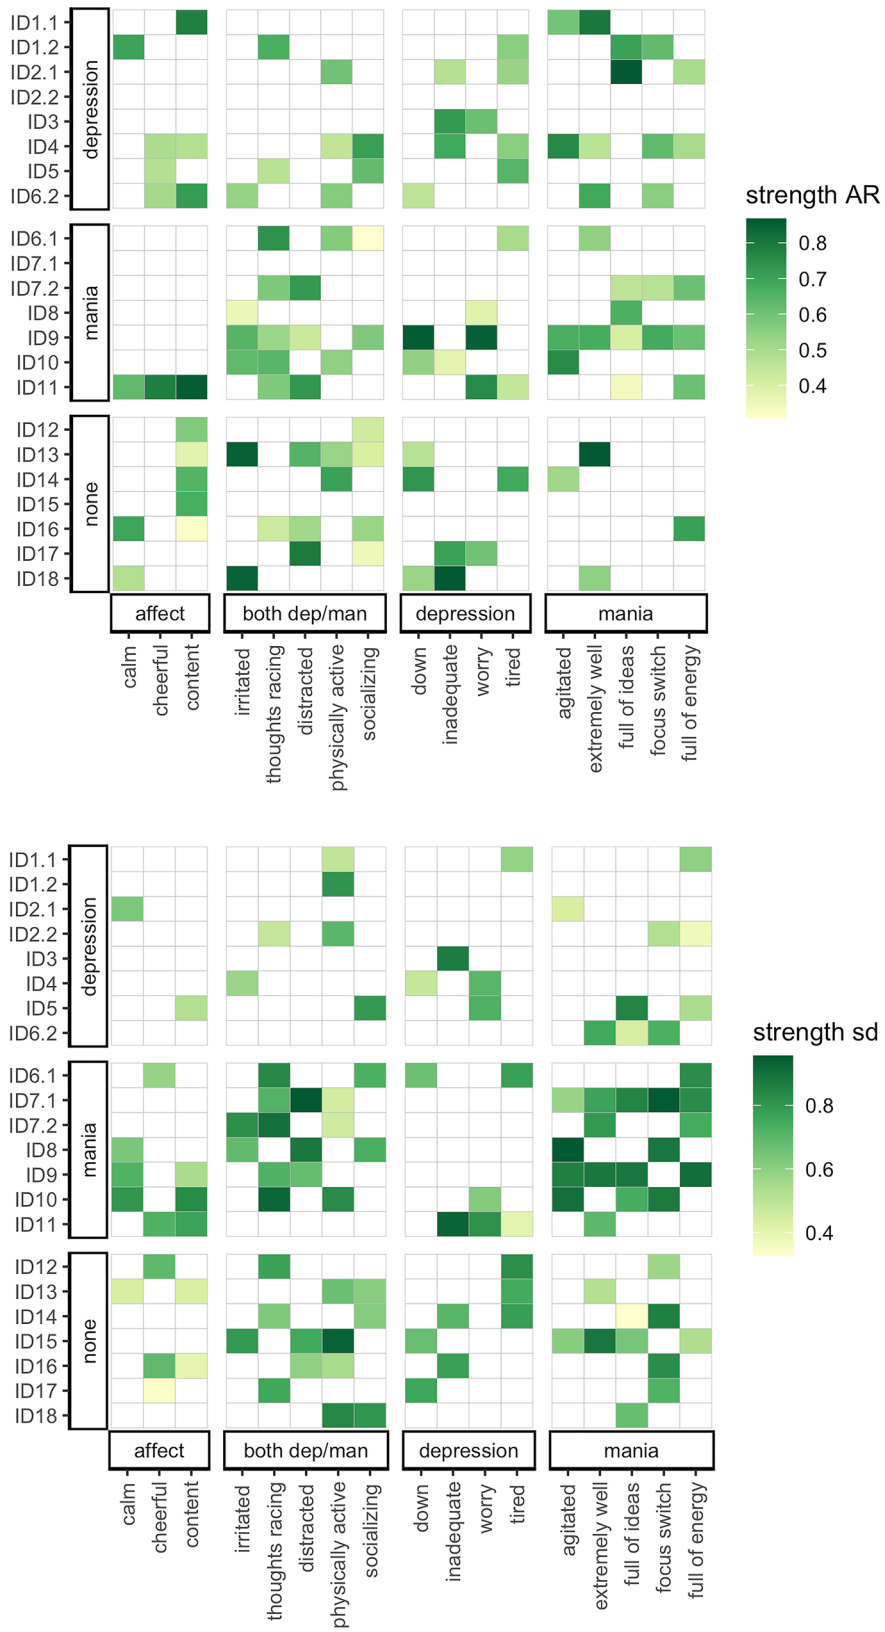 ID1.1
ID1.2
ID2.1
ID2.2
ID3
ID4
ID5
ID6.2
depression
ID6.1
ID7.1
ID7.2
ID8
ID9
ID10
ID11
mania
ID12
ID13
ID14
ID15
ID16
ID17
ID18
none
affect
both dep/man
depression
mania
calm
cheerful
content
irritated
thoughts racing
distracted
physically active
socializing
down
inadequate
worry
tired
agitated
extremely well
full of ideas
focus switch
full of energy
strength AR
0.8
0.7
0.6
0.5
0.4
ID1.1
ID1.2
ID2.1
ID2.2
ID3
ID4
ID5
ID6.2
depression
ID6.1
ID7.1
ID7.2
ID8
ID9
ID10
ID11
mania
ID12
ID13
ID14
ID15
ID16
ID17
ID18
none
affect
both dep/man
depression
mania
calm
cheerful
content
irritated
thoughts racing
distracted
physically active
socializing
down
inadequate
worry
tired
agitated
extremely well
full of ideas
focus switch
full of energy
strength sd
0.8
0.6
0.4